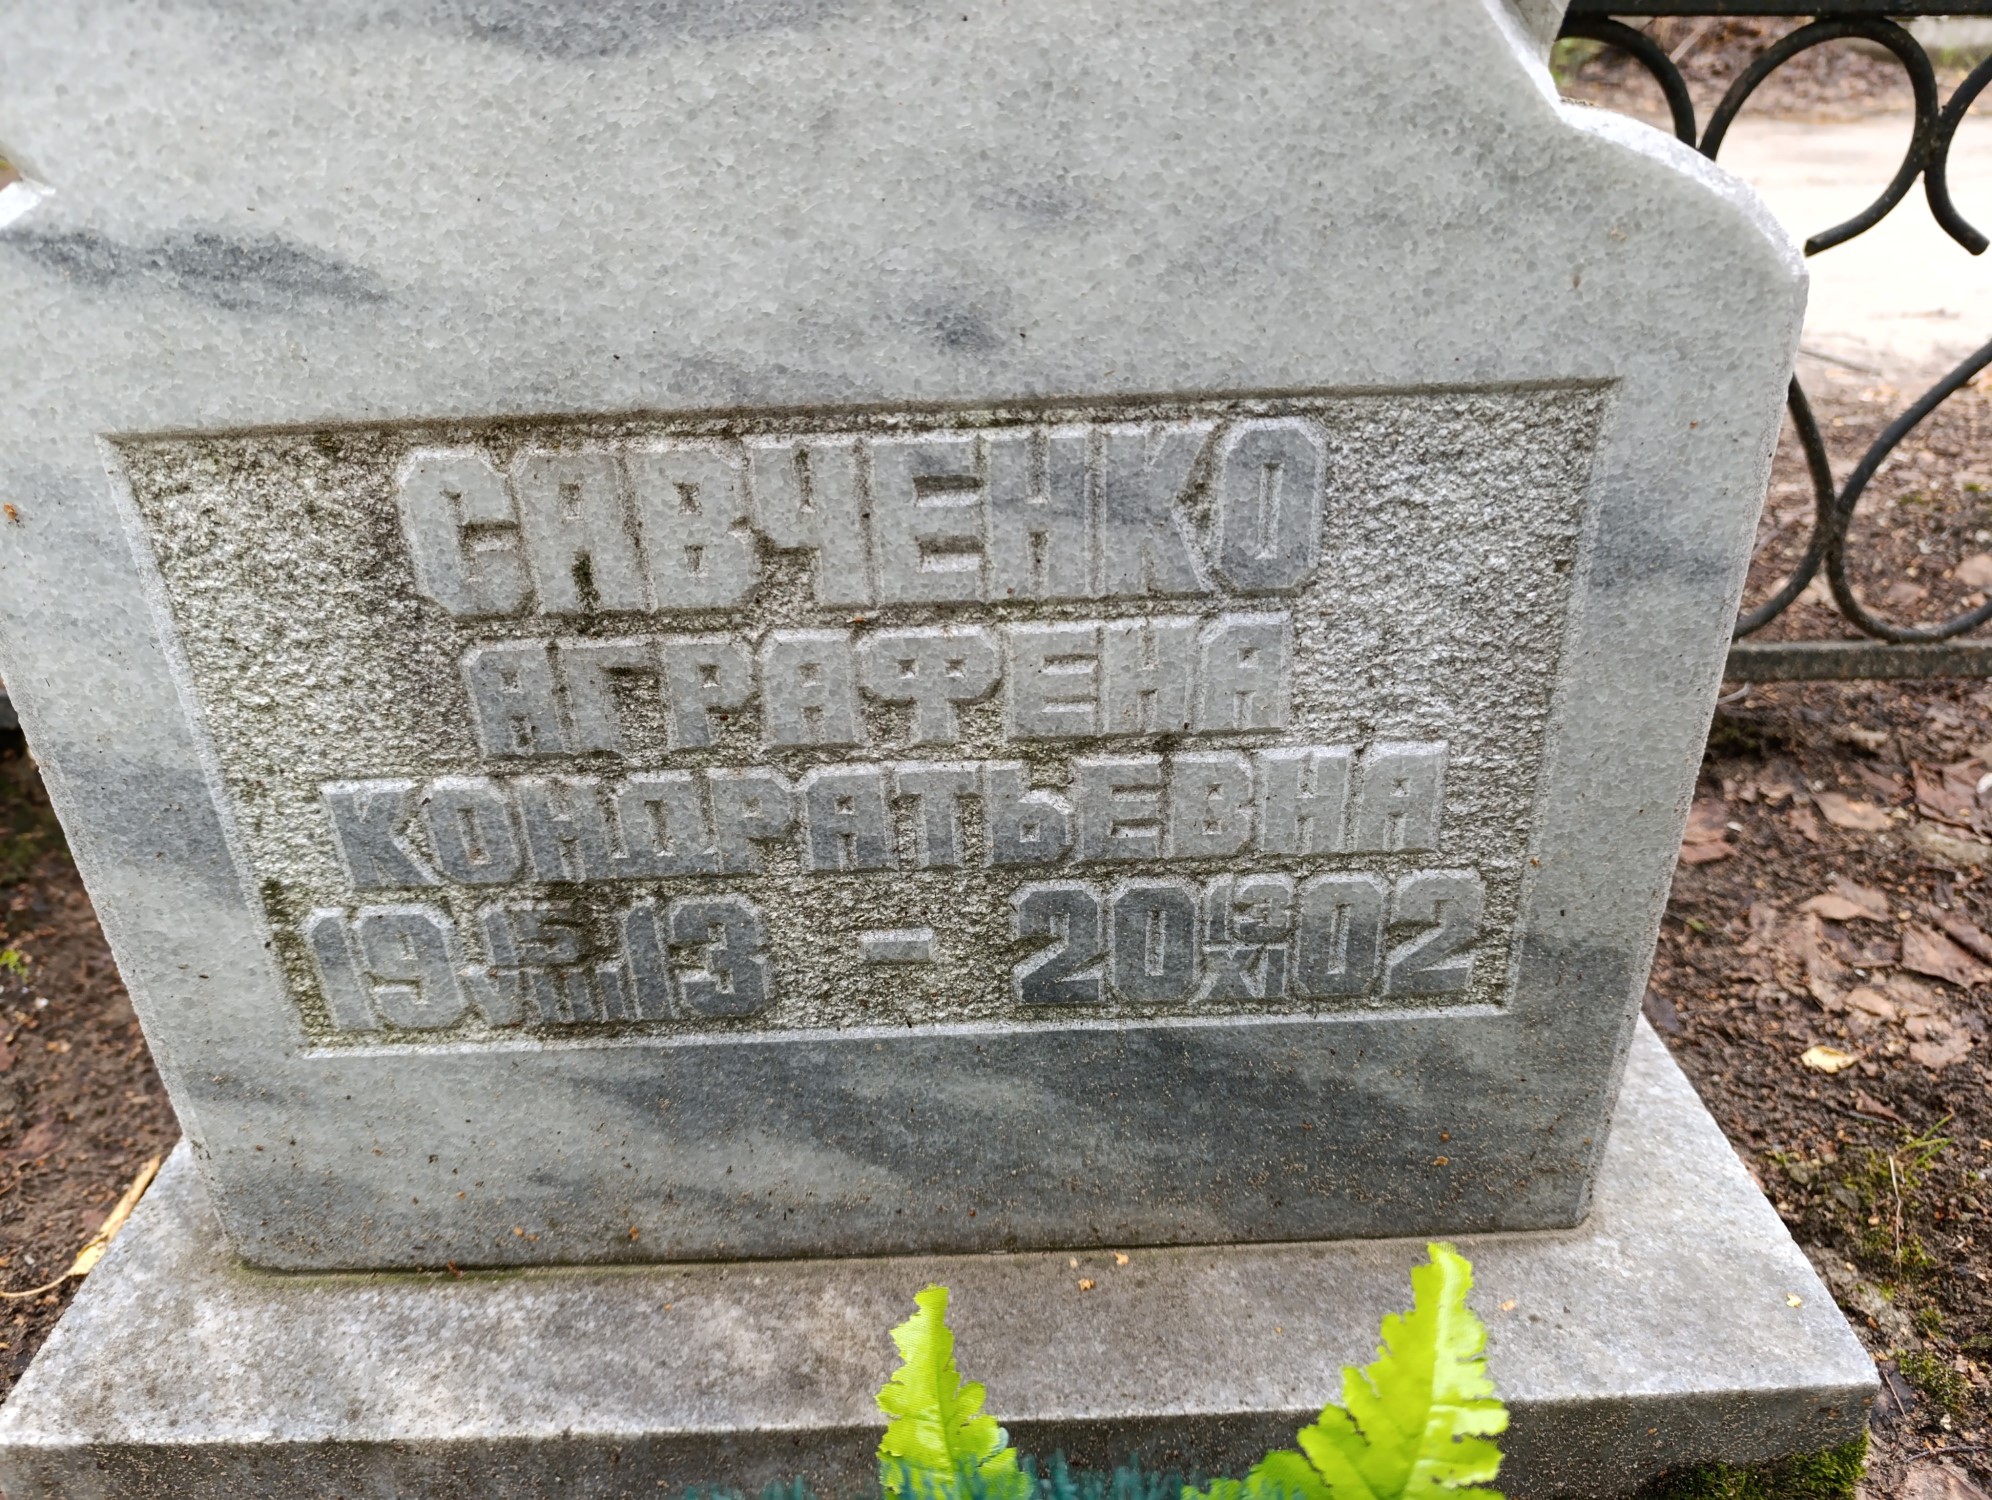 САВЧЕНКО
АГРАФЕНА
КОНДРАТЬЕВНА
19 15/VIII 13 - 20 13/XI 02